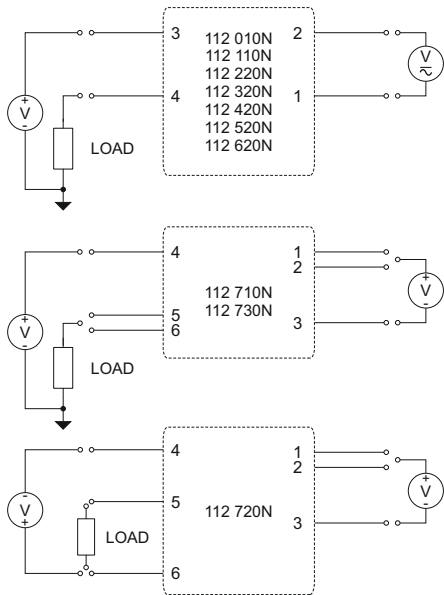 3
112 010N
2
112 110N
112 220N
112 320N
4
112 420N
1
112 520N
112 620N
+
V
-
V
LOAD
4
1
2
112 710N
112 730N
5
6
3
+
V
-
+
V
-
LOAD
4
1
2
5
112 720N
3
6
-
V
+
+
V
-
LOAD